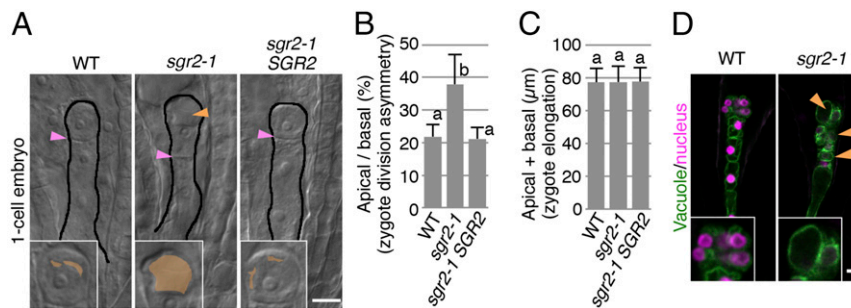 A
WT
sgr2-1
sgr2-1
SGR2
1-cell embryo
B
Apical / basal (%)
(zygote division asymmetry)
50
40
30
20
10
0
a
b
a
WT
sgr2-1
sgr2-1 SGR2
C
Apical + basal (µm)
(zygote elongation)
100
80
60
40
20
0
a
a
a
WT
sgr2-1
sgr2-1 SGR2
D
WT
sgr2-1
Vacuole/nucleus